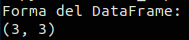 Forma del DataFrame:
(3, 3)